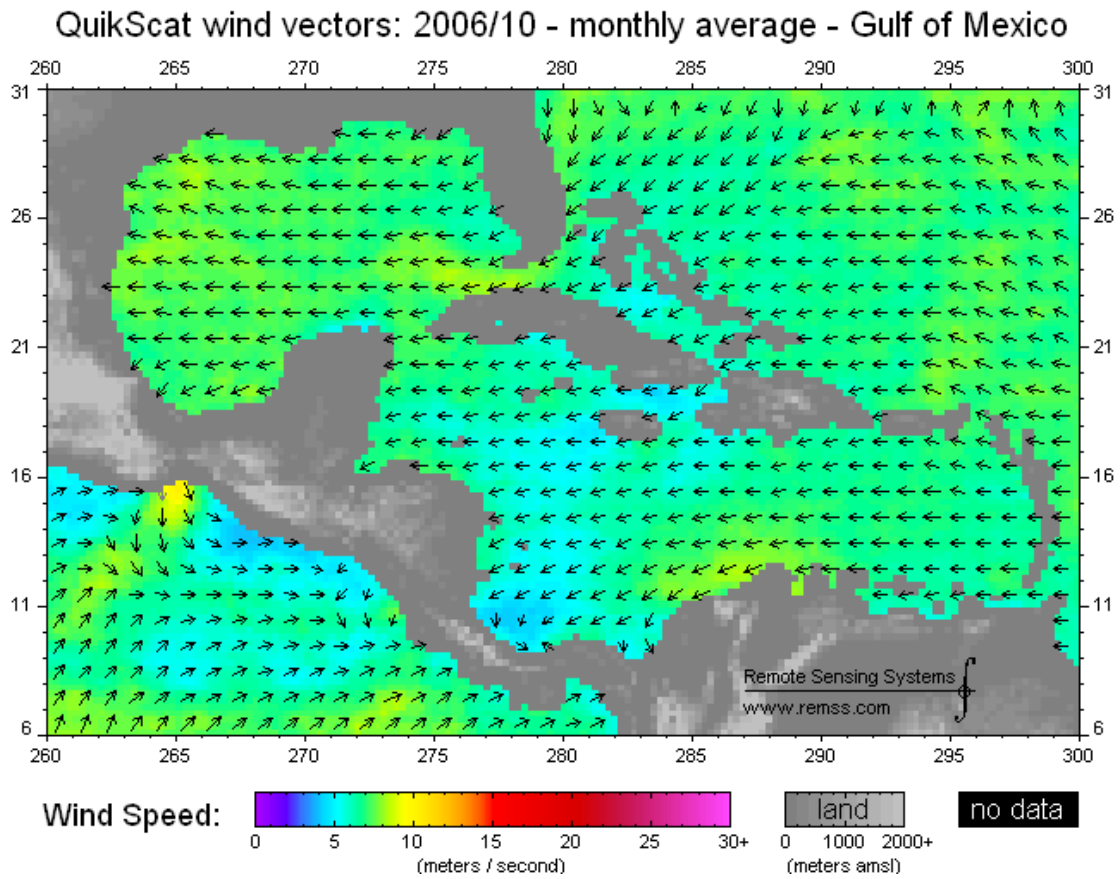 QuikScat wind vectors: 2006/10 - monthly average - Gulf of Mexico
260 265 270 275 280 285 290 295 300
31 31
26 26
21 21
16 16
11 11
6 6
Remote Sensing Systems
www.remss.com
260 265 270 275 280 285 290 295 300
Wind Speed: land no data
0 5 10 15 20 25 30+ 0 1000 2000+
(meters / second) (meters amsl)